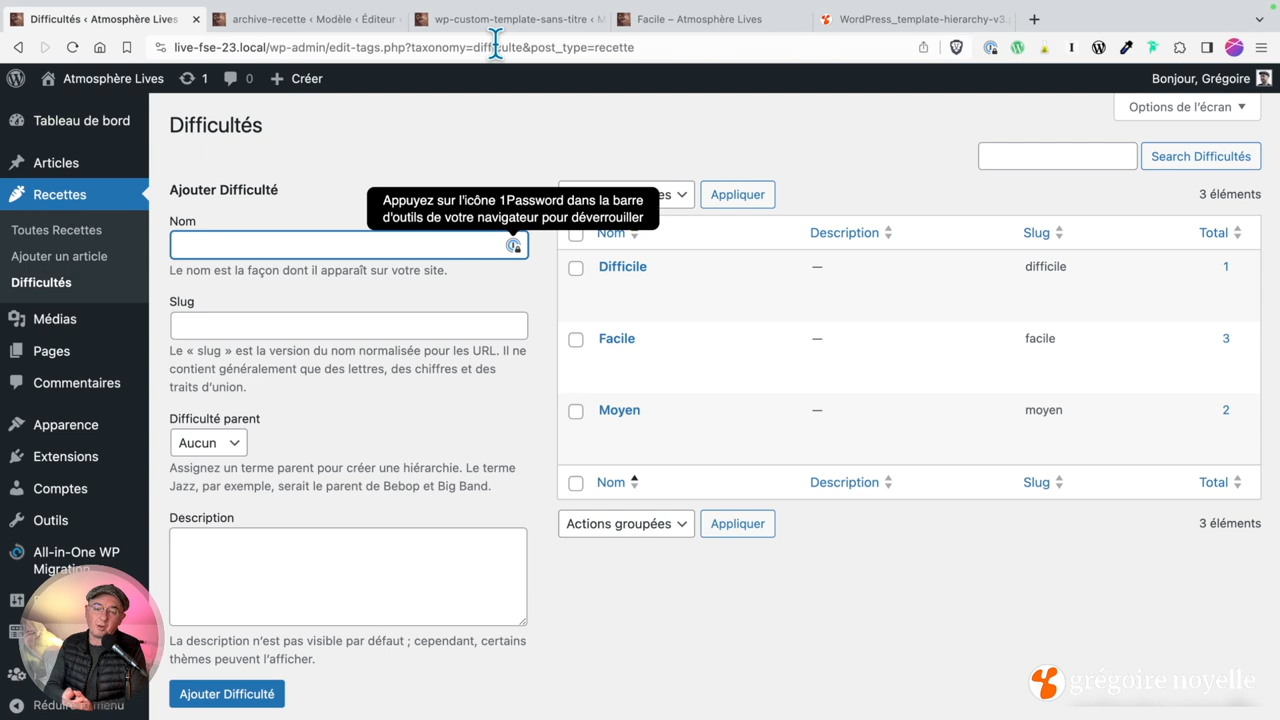 Difficultés ‹ Atmosphère Lives
archive-recette ‹ Modèle ‹ Éditeur
wp-custom-template-sans-titre ‹ M
Facile – Atmosphère Lives
WordPress_template-hierarchy-v3.
live-fse-23.local/wp-admin/edit-tags.php?taxonomy=difficulte&post_type=recette
Atmosphère Lives
1
0
Créer
Bonjour, Grégoire
Tableau de bord
Articles
Recettes
Toutes Recettes
Ajouter un article
Difficultés
Médias
Pages
Commentaires
Apparence
Extensions
Comptes
Outils
All-in-One WP
Migration
Réduire le menu
Options de l'écran
Difficultés
Search Difficultés
Ajouter Difficulté
Appuyez sur l'icône 1Password dans la barre
d'outils de votre navigateur pour déverrouiller
Nom
Le nom est la façon dont il apparaît sur votre site.
Slug
Le « slug » est la version du nom normalisée pour les URL. Il ne
contient généralement que des lettres, des chiffres et des
traits d'union.
Difficulté parent
Aucun
Assignez un terme parent pour créer une hiérarchie. Le terme
Jazz, par exemple, serait le parent de Bebop et Big Band.
Description
La description n'est pas visible par défaut ; cependant, certains
thèmes peuvent l'afficher.
Ajouter Difficulté
Appliquer
3 éléments
Nom
Description
Slug
Total
Difficile
—
difficile
1
Facile
—
facile
3
Moyen
—
moyen
2
Nom
Description
Slug
Total
Actions groupées
Appliquer
3 éléments
grégoire noyelle